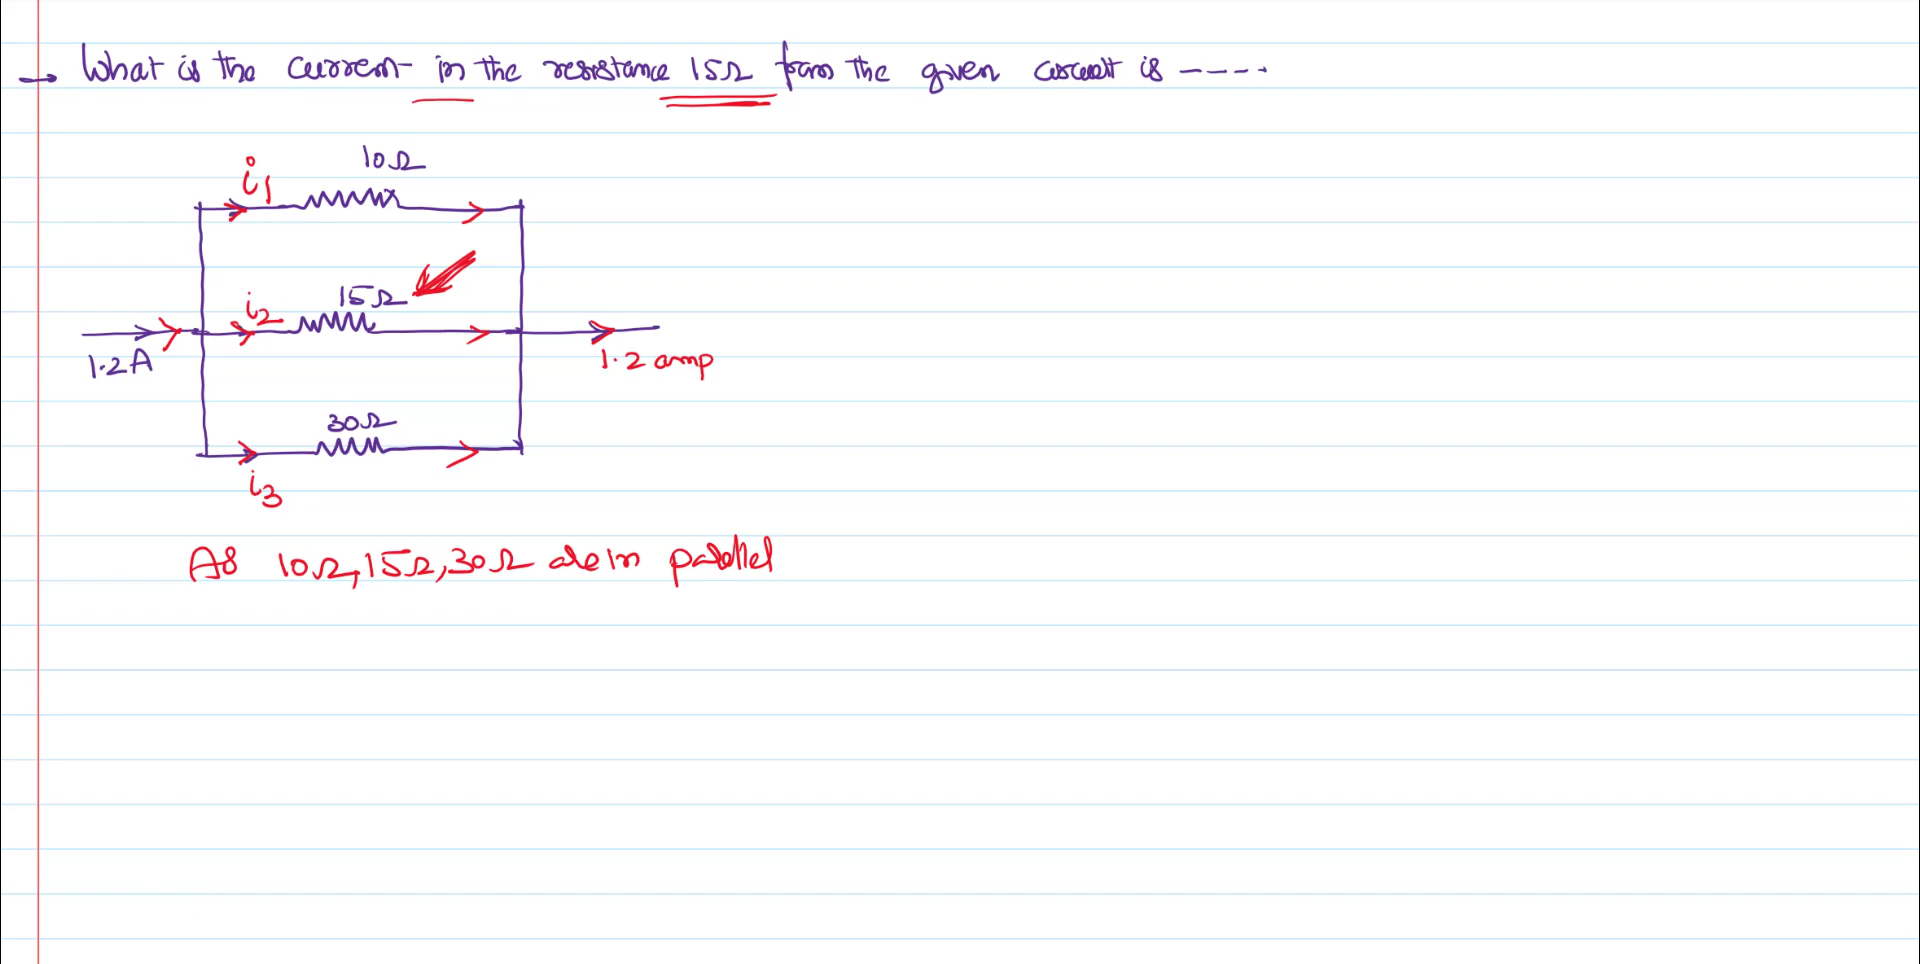 → What is the current in the resistance 15Ω from the given circuit is ----
10Ω
i1
15Ω
i2
1.2A
1.2 amp
30Ω
i3
As 10Ω, 15Ω, 30Ω are in parallel